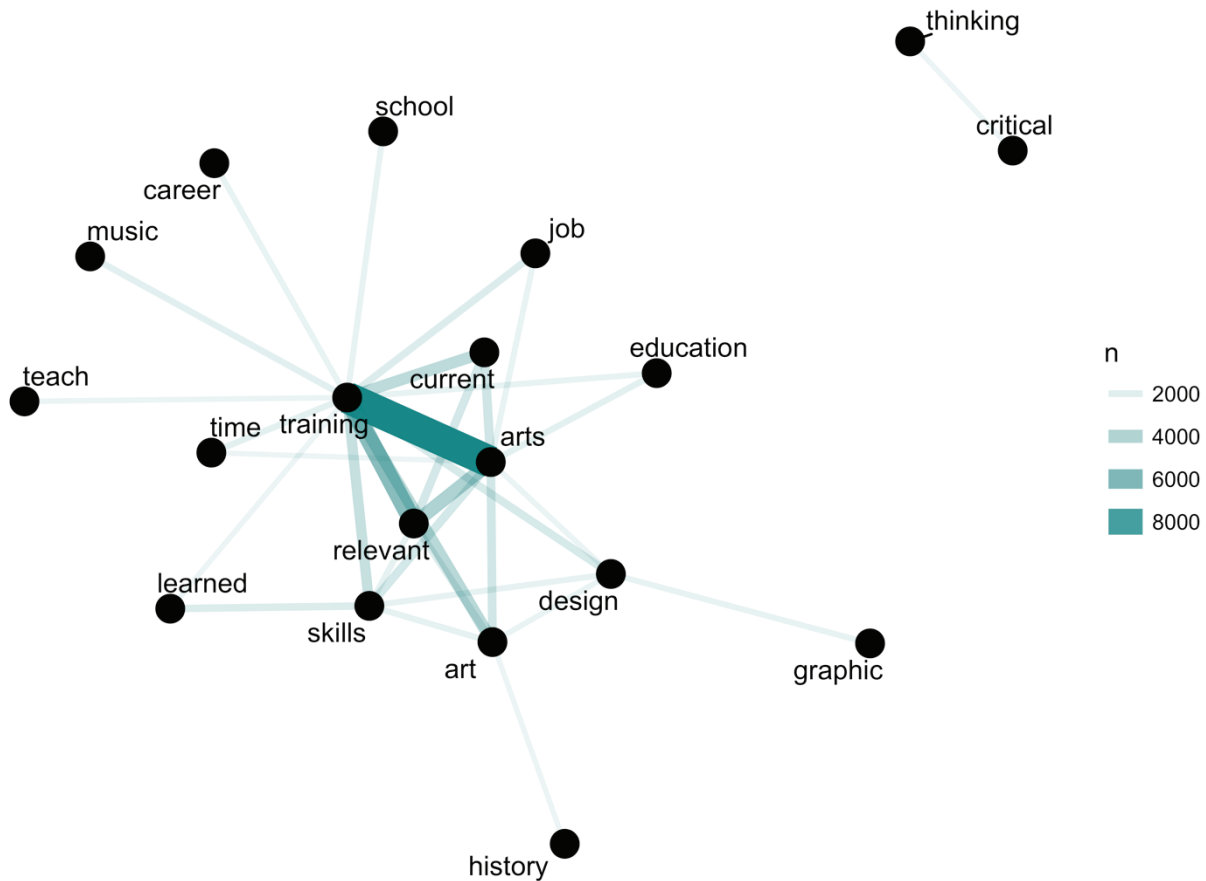 thinking
school
critical
career
music
job
education
n
current
teach
2000
time
training
arts
4000
6000
8000
relevant
learned
design
skills
art
graphic
history